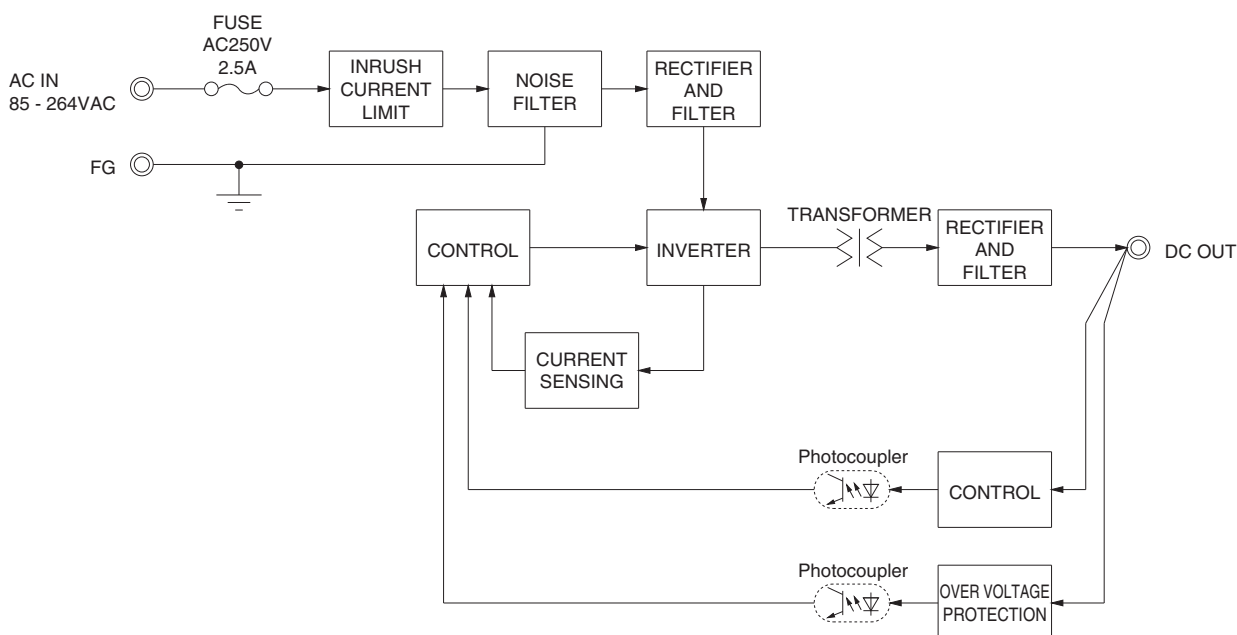 FUSE
AC250V
2.5A
AC IN
85 - 264VAC
INRUSH
CURRENT
LIMIT
NOISE
FILTER
RECTIFIER
AND
FILTER
FG
CONTROL
INVERTER
TRANSFORMER
RECTIFIER
AND
FILTER
DC OUT
CURRENT
SENSING
Photocoupler
CONTROL
Photocoupler
OVER VOLTAGE
PROTECTION